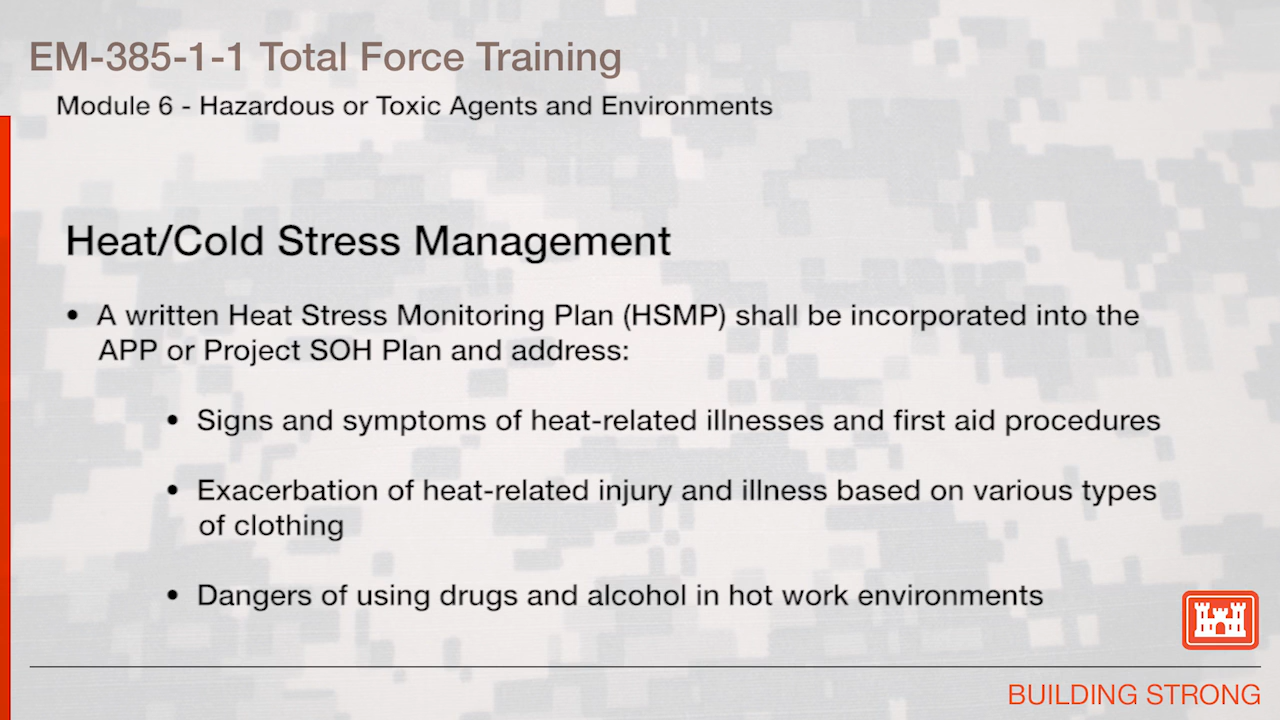 EM-385-1-1 Total Force Training
Module 6 - Hazardous or Toxic Agents and Environments
Heat/Cold Stress Management
• A written Heat Stress Monitoring Plan (HSMP) shall be incorporated into the
APP or Project SOH Plan and address:
• Signs and symptoms of heat-related illnesses and first aid procedures
• Exacerbation of heat-related injury and illness based on various types
of clothing
• Dangers of using drugs and alcohol in hot work environments
BUILDING STRONG